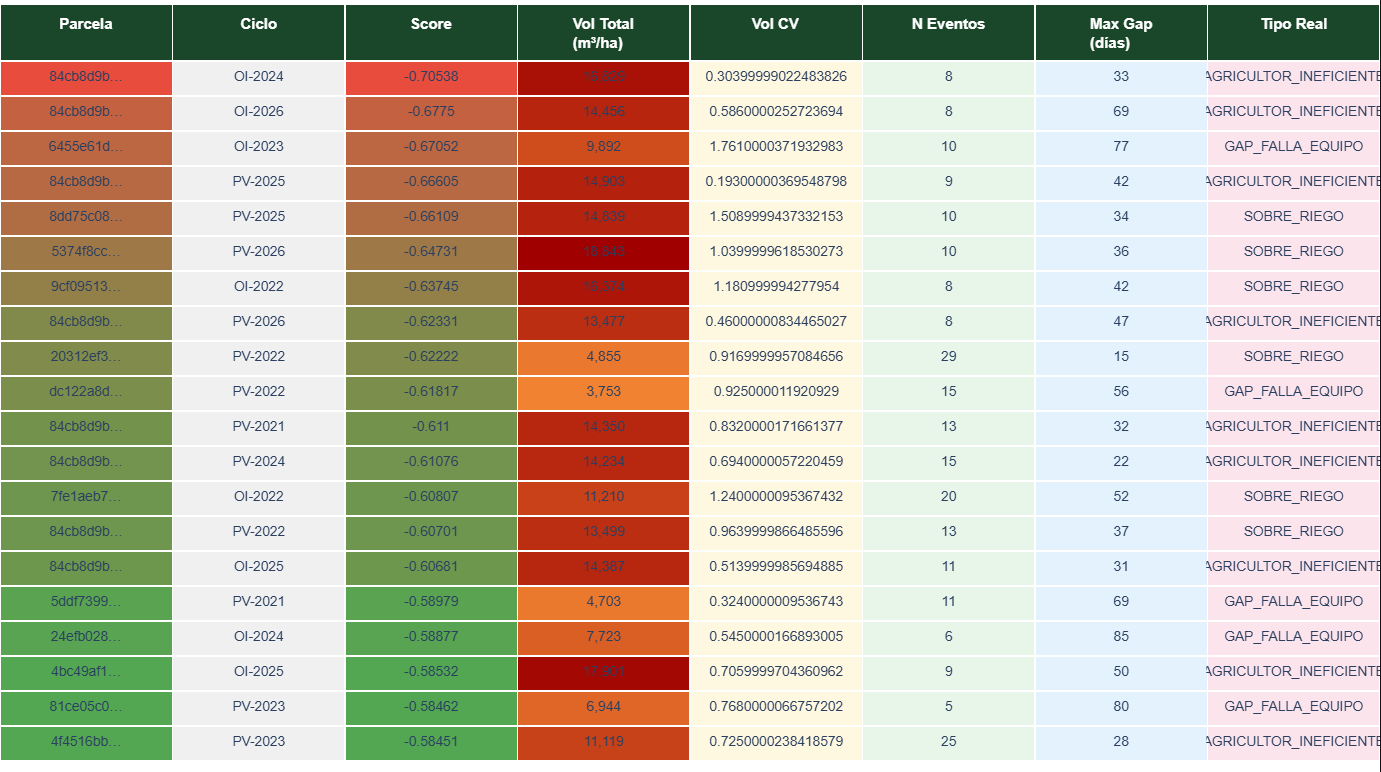 Parcela Ciclo Score Vol Total (m³/ha) Vol CV N Eventos Max Gap (días) Tipo Real
84cb8d9b... OI-2024 -0.70538 0.30399999022483826 8 33 AGRICULTOR_INEFICIENTE
84cb8d9b... OI-2026 -0.6775 14,456 0.5860000252723694 8 69 AGRICULTOR_INEFICIENTE
6455e61d... OI-2023 -0.67052 9,892 1.7610000371932983 10 77 GAP_FALLA_EQUIPO
84cb8d9b... PV-2025 -0.66605 14,903 0.19300000369548798 9 42 AGRICULTOR_INEFICIENTE
8dd75c08... PV-2025 -0.66109 14,839 1.5089999437332153 10 34 SOBRE_RIEGO
5374f8cc... PV-2026 -0.64731 18,843 1.0399999618530273 10 36 SOBRE_RIEGO
9cf09513... OI-2022 -0.63745 16,374 1.180999994277954 8 42 SOBRE_RIEGO
84cb8d9b... PV-2026 -0.62331 13,477 0.46000000834465027 8 47 AGRICULTOR_INEFICIENTE
20312ef3... PV-2022 -0.62222 4,855 0.9169999957084656 29 15 SOBRE_RIEGO
dc122a8d... PV-2022 -0.61817 3,753 0.925000011920929 15 56 GAP_FALLA_EQUIPO
84cb8d9b... PV-2021 -0.611 14,350 0.8320000171661377 13 32 AGRICULTOR_INEFICIENTE
84cb8d9b... PV-2024 -0.61076 14,234 0.6940000057220459 15 22 AGRICULTOR_INEFICIENTE
7fe1aeb7... OI-2022 -0.60807 11,210 1.2400000095367432 20 52 SOBRE_RIEGO
84cb8d9b... PV-2022 -0.60701 13,499 0.9639999866485596 13 37 SOBRE_RIEGO
84cb8d9b... OI-2025 -0.60681 14,387 0.5139999985694885 11 31 AGRICULTOR_INEFICIENTE
5ddf7399... PV-2021 -0.58979 4,703 0.3240000009536743 11 69 GAP_FALLA_EQUIPO
24efb028... OI-2024 -0.58877 7,723 0.5450000166893005 6 85 GAP_FALLA_EQUIPO
4bc49af1... OI-2025 -0.58532 0.7059999704360962 9 50 AGRICULTOR_INEFICIENTE
81ce05c0... PV-2023 -0.58462 6,944 0.7680000066757202 5 80 GAP_FALLA_EQUIPO
4f4516bb... PV-2023 -0.58451 11,119 0.7250000238418579 25 28 AGRICULTOR_INEFICIENTE